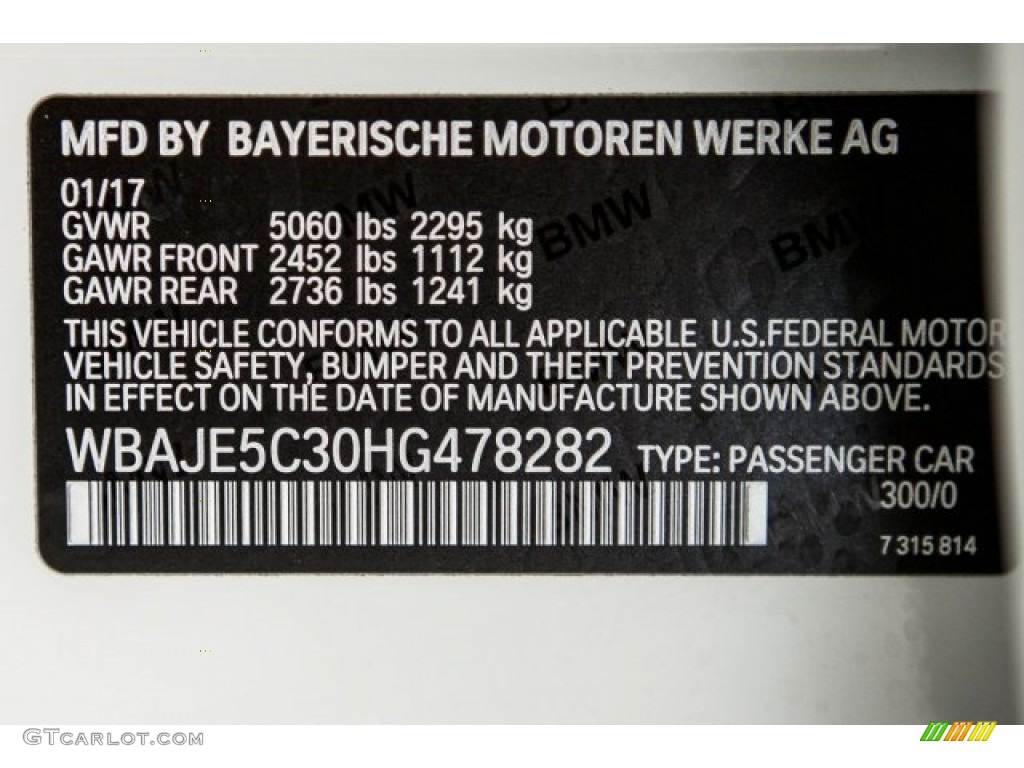 MFD BY BAYERISCHE MOTOREN WERKE AG
01/17
GVWR 5060 lbs 2295 kg
GAWR FRONT 2452 lbs 1112 kg
GAWR REAR 2736 lbs 1241 kg
THIS VEHICLE CONFORMS TO ALL APPLICABLE U.S.FEDERAL MOTOR
VEHICLE SAFETY, BUMPER AND THEFT PREVENTION STANDARDS
IN EFFECT ON THE DATE OF MANUFACTURE SHOWN ABOVE.
WBAJE5C30HG478282 TYPE: PASSENGER CAR
300/0
7 315 814
BMW
BMW
BMW
GTCARLOT.COM